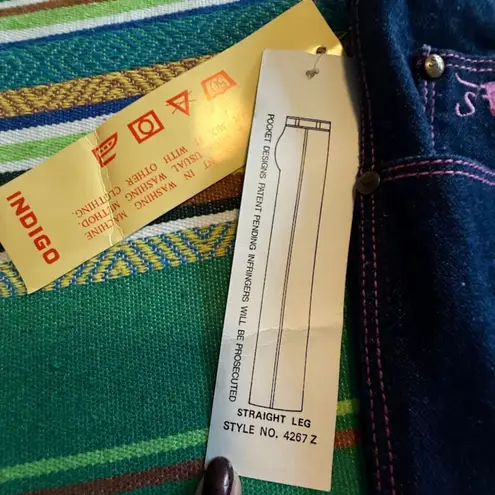 INDIGO
MACHINE
WASHING
METHOD.
IN WASHING
USUAL
WITH OTHER
CLOTHING.
POCKET DESIGNS PATENT PENDING INFRINGERS WILL BE PROSECUTED
STRAIGHT LEG
STYLE NO. 4267 Z